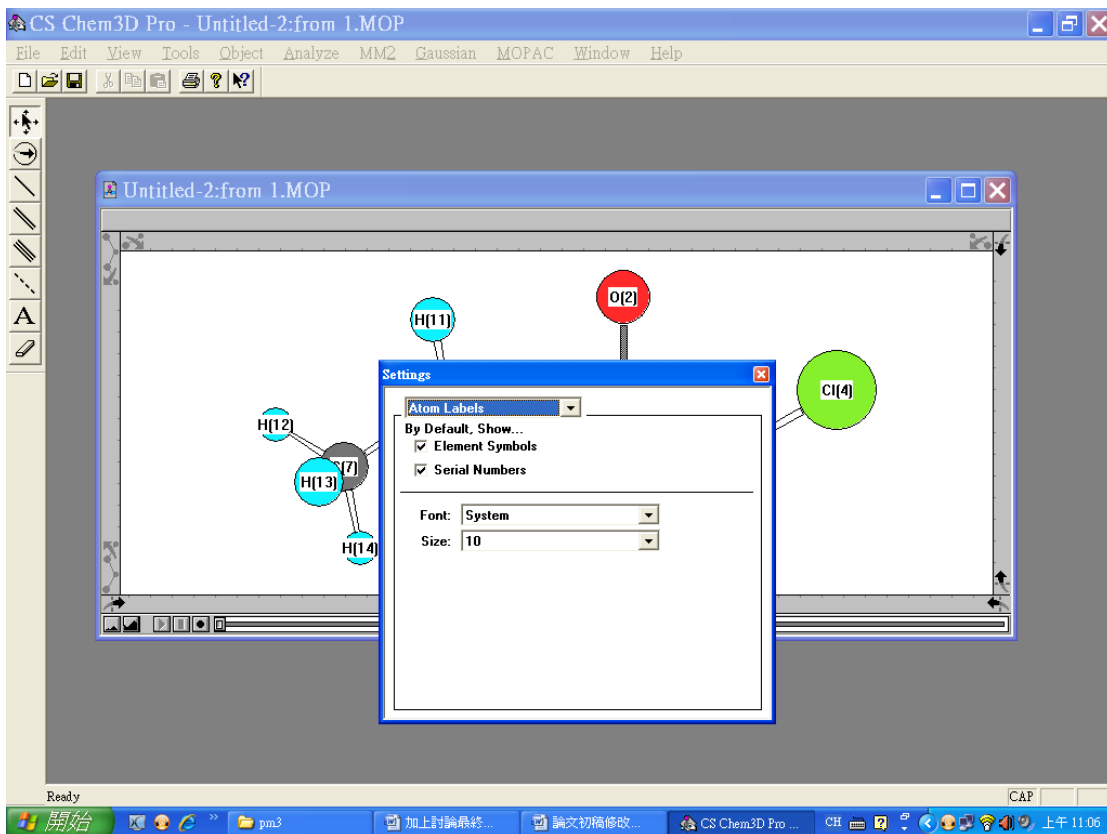 CS Chem3D Pro - Untitled-2:from 1.MOP
File Edit View Tools Object Analyze MM2 Gaussian MOPAC Window Help
Untitled-2:from 1.MOP
O(2)
H(11)
Cl(4)
H(12)
(7)
H(13)
H(14)
Settings
Atom Labels
By Default, Show...
Element Symbols
Serial Numbers
Font: System
Size: 10
Ready
CAP
開始
pm3
加上討論最終...
論文初稿修改...
CS Chem3D Pro ...
CH
上午 11:06